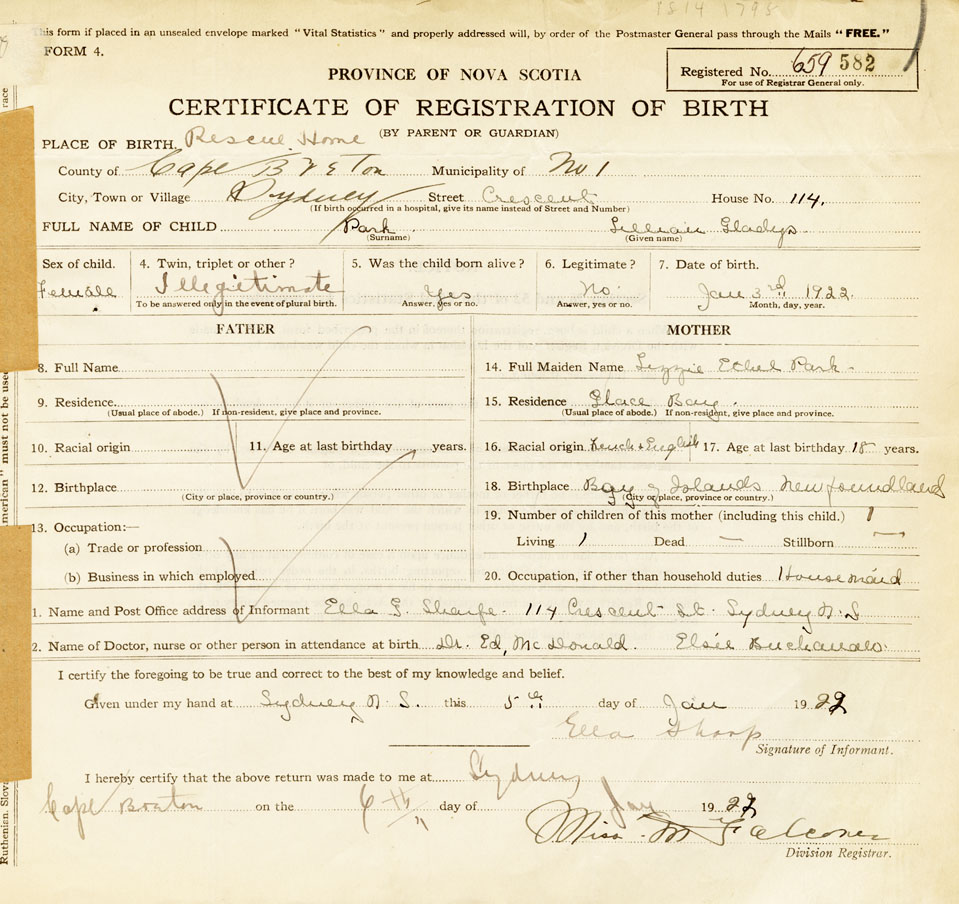 1814 1795
This form if placed in an unsealed envelope marked "Vital Statistics" and properly addressed will, by order of the Postmaster General pass through the Mails "FREE."
FORM 4.
Registered No. 659 582
For use of Registrar General only.
PROVINCE OF NOVA SCOTIA
CERTIFICATE OF REGISTRATION OF BIRTH
(BY PARENT OR GUARDIAN)
PLACE OF BIRTH. Rescue Home
County of Cape Breton Municipality of No 1
City, Town or Village Sydney Street Crescent House No. 114.
(If birth occurred in a hospital, give its name instead of Street and Number)
FULL NAME OF CHILD Park Lillian Gladys
(Surname) (Given name)
Sex of child. 4. Twin, triplet or other? 5. Was the child born alive? 6. Legitimate? 7. Date of birth.
Female Illegitimate Yes No. Jan 3rd 1922.
To be answered only in the event of plural birth. Answer, yes or no. Answer, yes or no. Month, day, year.
FATHER MOTHER
8. Full Name 14. Full Maiden Name Lizzie Ethel Park
9. Residence. 15. Residence Glace Bay.
(Usual place of abode.) If non-resident, give place and province. (Usual place of abode.) If non-resident, give place and province.
10. Racial origin 11. Age at last birthday years. 16. Racial origin French & English 17. Age at last birthday 18 years.
12. Birthplace 18. Birthplace Bay of Islands Newfoundland
(City or place, province or country.) (City or place, province or country.)
13. Occupation:— 19. Number of children of this mother (including this child.) 1
(a) Trade or profession Living 1 Dead — Stillborn —
(b) Business in which employed 20. Occupation, if other than household duties Housemaid
1. Name and Post Office address of Informant Ella F. Sharpe - 114 Crescent St. Sydney N.S
2. Name of Doctor, nurse or other person in attendance at birth Dr. Ed, McDonald. Elsie
I certify the foregoing to be true and correct to the best of my knowledge and belief.
Given under my hand at Sydney N. S. this 5th day of Jan 1922
Ella Sharp
Signature of Informant.
I hereby certify that the above return was made to me at Sydney
Cape Braton on the 6th day of Jan 1922
Miss M Falconer
Division Registrar.
race
American" must not be used
Ruthenian. Slova